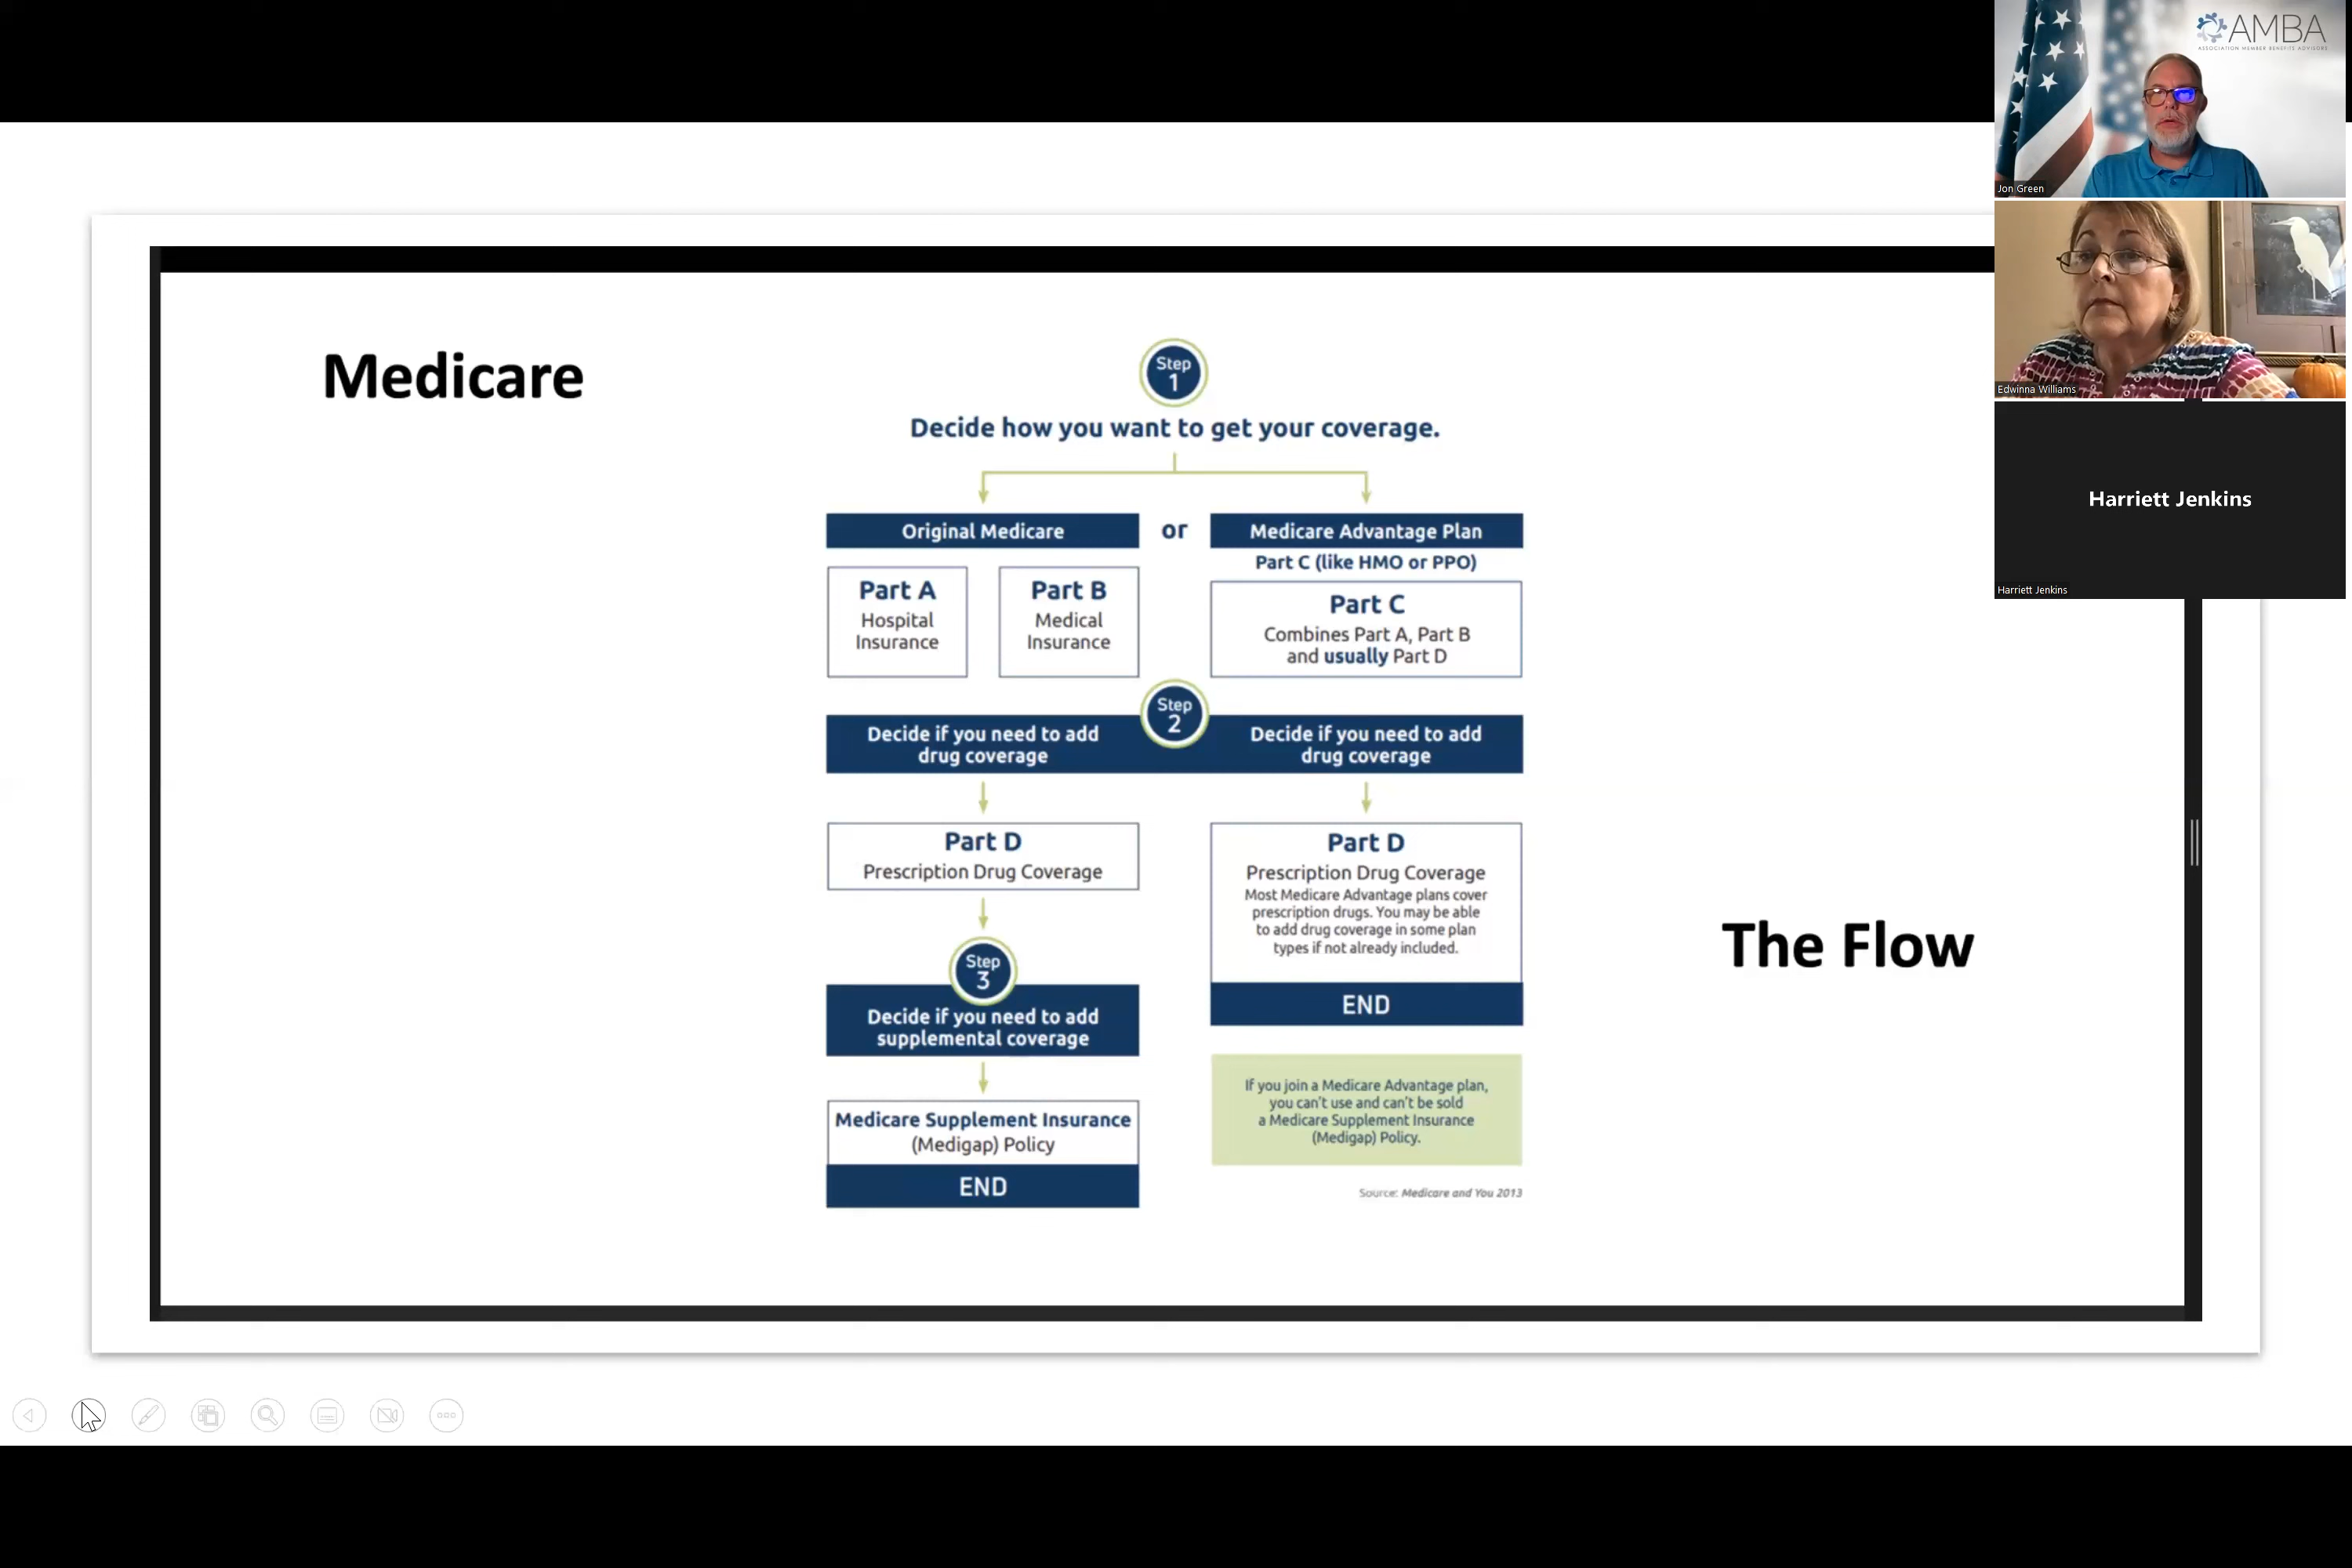 AMBA
ASSOCIATION MEMBER BENEFITS ADVISORS
Jon Green
Edwinna Williams
Harriett Jenkins
Harriett Jenkins
Medicare
Step
1
Decide how you want to get your coverage.
Original Medicare
or
Medicare Advantage Plan
Part C (like HMO or PPO)
Part A
Hospital
Insurance
Part B
Medical
Insurance
Part C
Combines Part A, Part B
and usually Part D
Step
2
Decide if you need to add
drug coverage
Decide if you need to add
drug coverage
Part D
Prescription Drug Coverage
Part D
Prescription Drug Coverage
Most Medicare Advantage plans cover
prescription drugs. You may be able
to add drug coverage in some plan
types if not already included.
END
The Flow
Step
3
Decide if you need to add
supplemental coverage
Medicare Supplement Insurance
(Medigap) Policy
END
If you join a Medicare Advantage plan,
you can't use and can't be sold
a Medicare Supplement Insurance
(Medigap) Policy.
Source: Medicare and You 2013